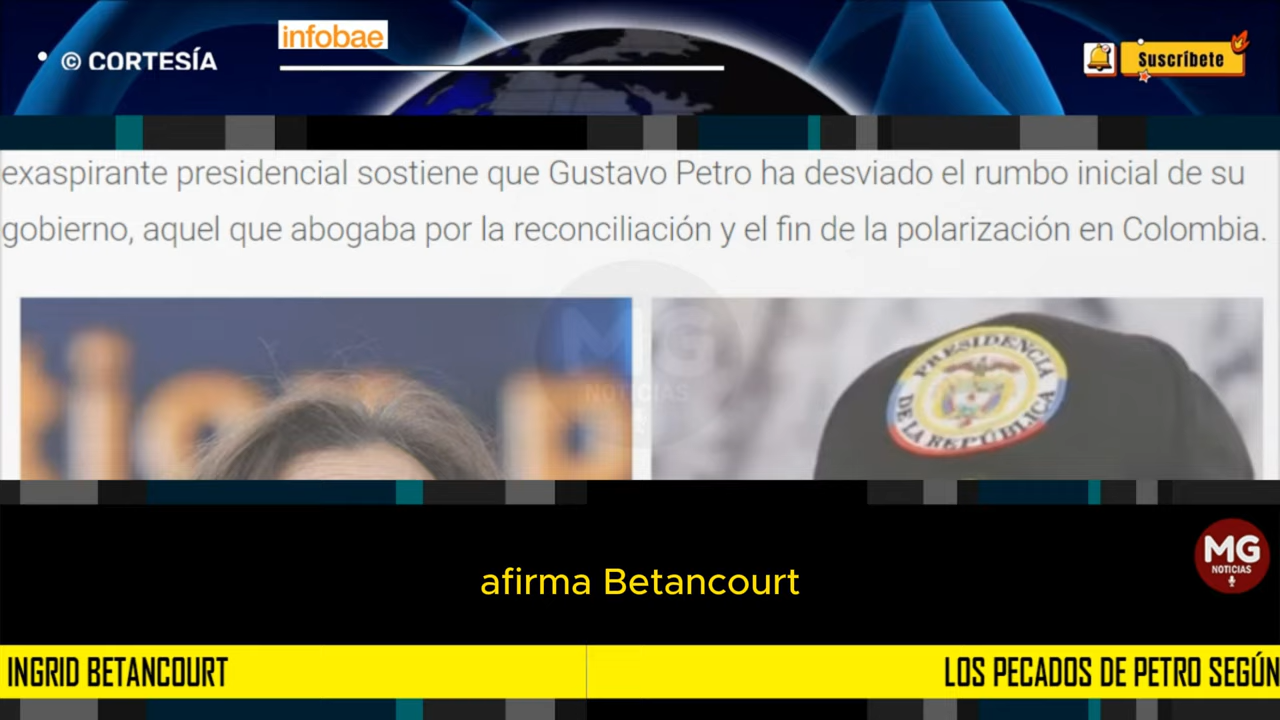 infobae
© CORTESÍA
Suscríbete
exaspirante presidencial sostiene que Gustavo Petro ha desviado el rumbo inicial de su
gobierno, aquel que abogaba por la reconciliación y el fin de la polarización en Colombia.
MG
NOTICIAS
PRESIDENCIA
DE LA REPÚBLICA
afirma Betancourt
MG
NOTICIAS
INGRID BETANCOURT
LOS PECADOS DE PETRO SEGÚN